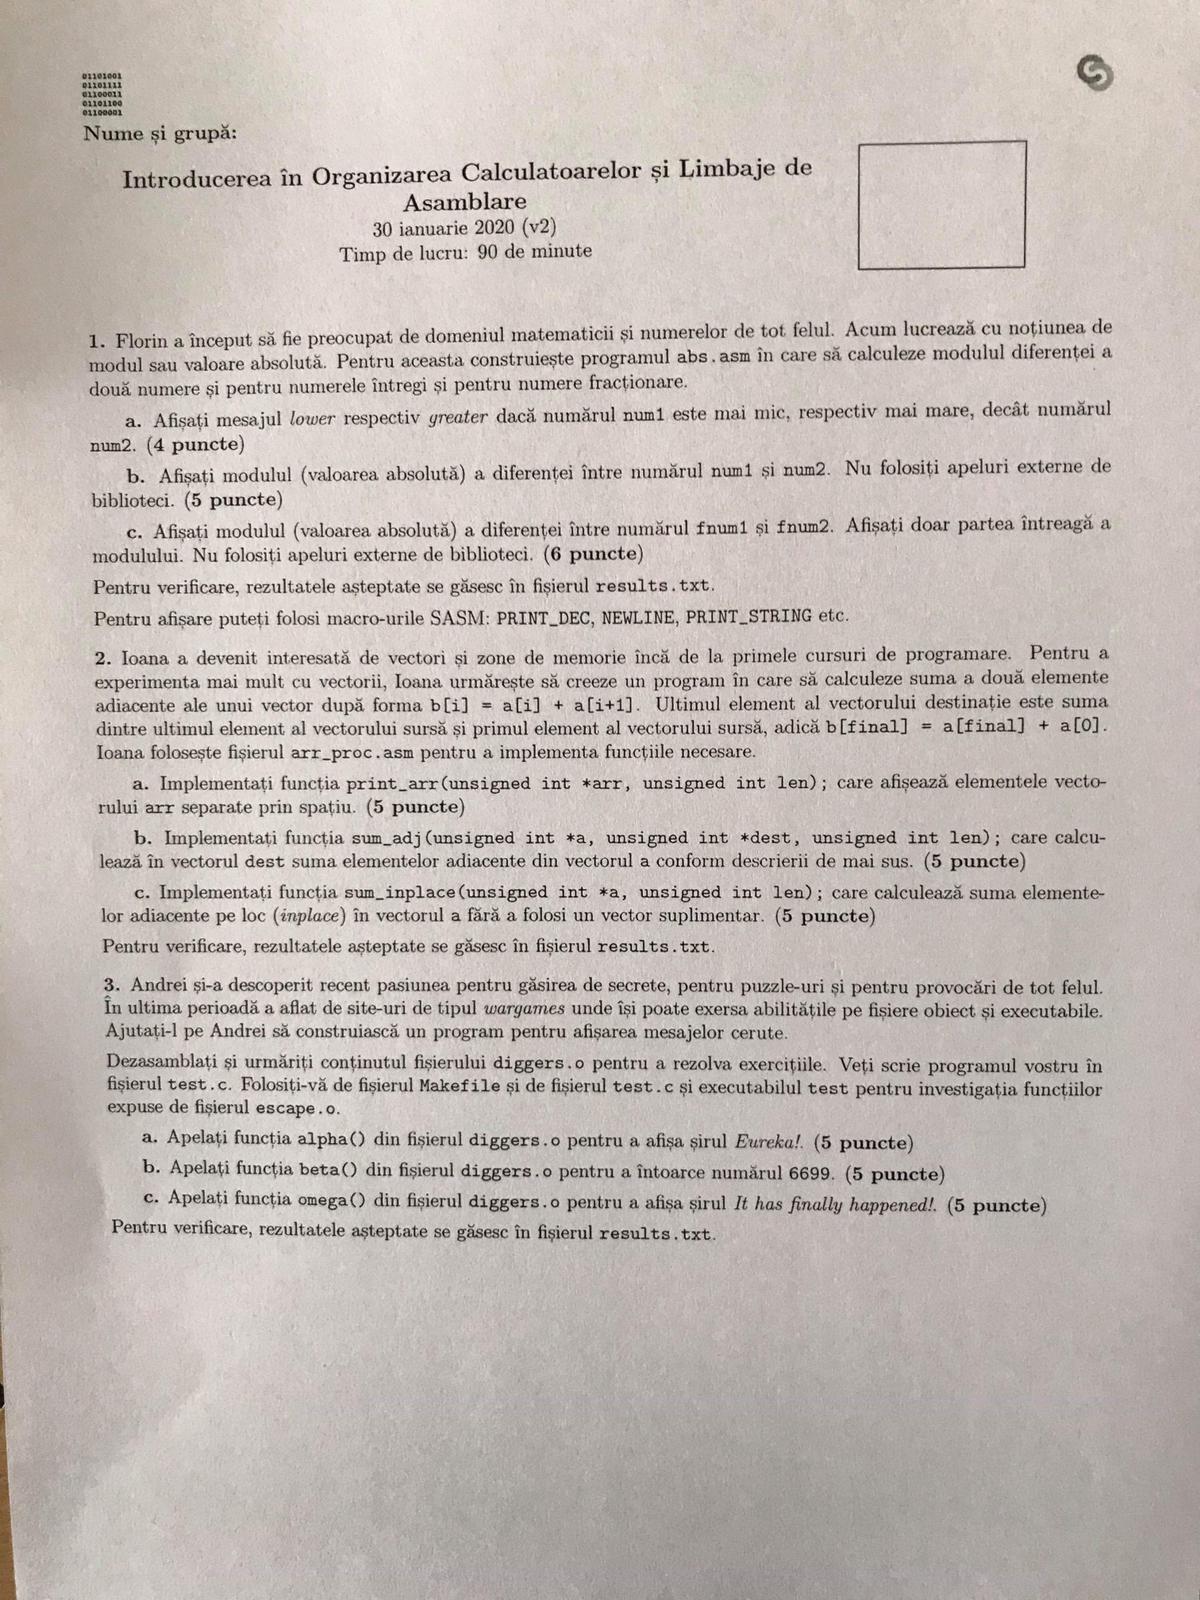 01101001
01101111
01100011
01101100
01100001
Nume și grupă:
Introducerea în Organizarea Calculatoarelor și Limbaje de
Asamblare
30 ianuarie 2020 (v2)
Timp de lucru: 90 de minute
1. Florin a început să fie preocupat de domeniul matematicii și numerelor de tot felul. Acum lucrează cu noțiunea de
modul sau valoare absolută. Pentru aceasta construiește programul abs.asm în care să calculeze modulul diferenței a
două numere și pentru numerele întregi și pentru numere fracționare.
a. Afișați mesajul lower respectiv greater dacă numărul num1 este mai mic, respectiv mai mare, decât numărul
num2. (4 puncte)
b. Afișați modulul (valoarea absolută) a diferenței între numărul num1 și num2. Nu folosiți apeluri externe de
biblioteci. (5 puncte)
c. Afișați modulul (valoarea absolută) a diferenței între numărul fnum1 și fnum2. Afișați doar partea întreagă a
modulului. Nu folosiți apeluri externe de biblioteci. (6 puncte)
Pentru verificare, rezultatele așteptate se găsesc în fișierul results.txt.
Pentru afișare puteți folosi macro-urile SASM: PRINT_DEC, NEWLINE, PRINT_STRING etc.
2. Ioana a devenit interesată de vectori și zone de memorie încă de la primele cursuri de programare. Pentru a
experimenta mai mult cu vectorii, Ioana urmărește să creeze un program în care să calculeze suma a două elemente
adiacente ale unui vector după forma b[i] = a[i] + a[i+1]. Ultimul element al vectorului destinație este suma
dintre ultimul element al vectorului sursă și primul element al vectorului sursă, adică b[final] = a[final] + a[0].
Ioana folosește fișierul arr_proc.asm pentru a implementa funcțiile necesare.
a. Implementați funcția print_arr(unsigned int *arr, unsigned int len); care afișează elementele vecto-
rului arr separate prin spațiu. (5 puncte)
b. Implementați funcția sum_adj(unsigned int *a, unsigned int *dest, unsigned int len); care calcu-
lează în vectorul dest suma elementelor adiacente din vectorul a conform descrierii de mai sus. (5 puncte)
c. Implementați funcția sum_inplace(unsigned int *a, unsigned int len); care calculează suma elemente-
lor adiacente pe loc (inplace) în vectorul a fără a folosi un vector suplimentar. (5 puncte)
Pentru verificare, rezultatele așteptate se găsesc în fișierul results.txt.
3. Andrei și-a descoperit recent pasiunea pentru găsirea de secrete, pentru puzzle-uri și pentru provocări de tot felul.
În ultima perioadă a aflat de site-uri de tipul wargames unde își poate exersa abilitățile pe fișiere obiect și executabile.
Ajutați-l pe Andrei să construiască un program pentru afișarea mesajelor cerute.
Dezasamblați și urmăriți conținutul fișierului diggers.o pentru a rezolva exercițiile. Veți scrie programul vostru în
fișierul test.c. Folosiți-vă de fișierul Makefile și de fișierul test.c și executabilul test pentru investigația funcțiilor
expuse de fișierul escape.o.
a. Apelați funcția alpha() din fișierul diggers.o pentru a afișa șirul Eureka!. (5 puncte)
b. Apelați funcția beta() din fișierul diggers.o pentru a întoarce numărul 6699. (5 puncte)
c. Apelați funcția omega() din fișierul diggers.o pentru a afișa șirul It has finally happened!. (5 puncte)
Pentru verificare, rezultatele așteptate se găsesc în fișierul results.txt.